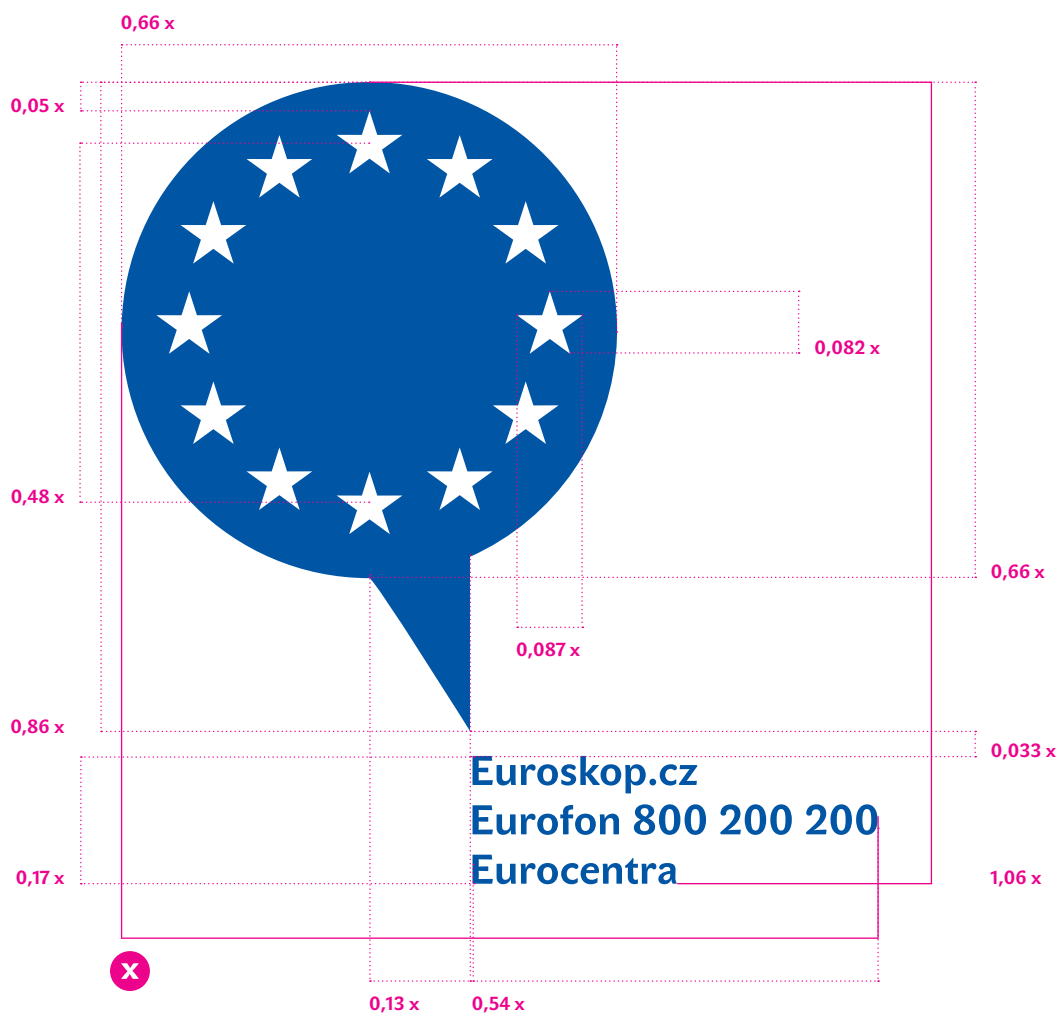 0,66 x
0,05 x
0,082 x
0,48 x
0,66 x
0,087 x
0,86 x
0,033 x
Euroskop.cz
Eurofon 800 200 200
Eurocentra
0,17 x
1,06 x
x
0,13 x
0,54 x